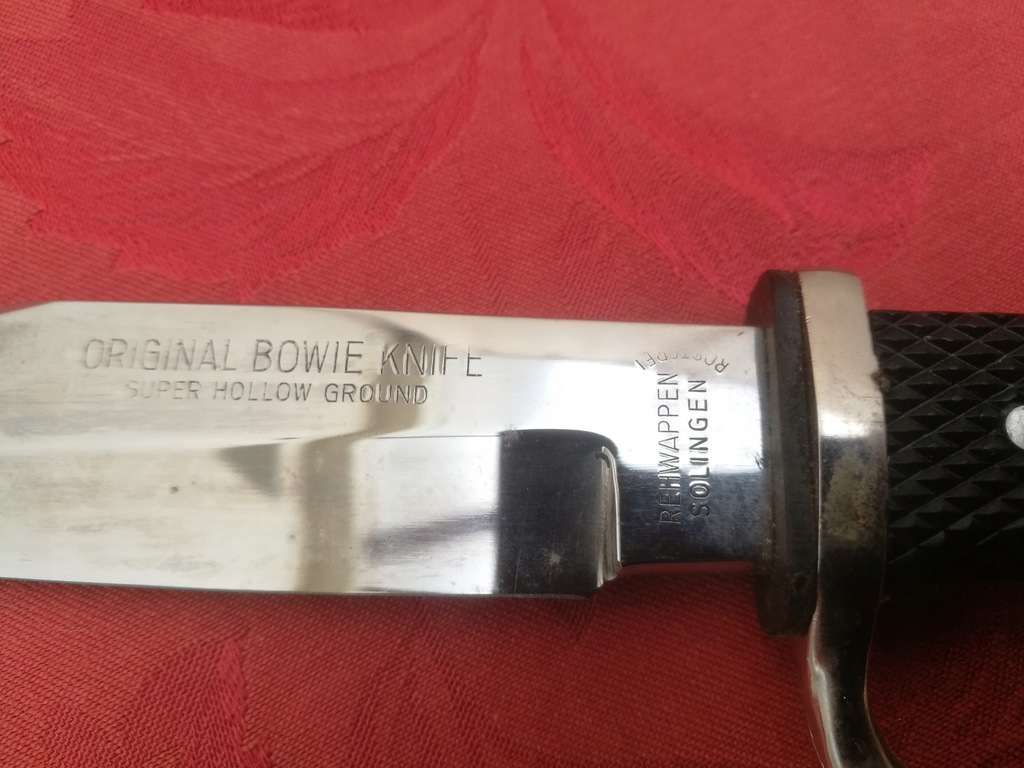 ORIGINAL BOWIE KNIFE
SUPER HOLLOW GROUND
REHWAPPEN
SOLINGEN
ROSTFREI